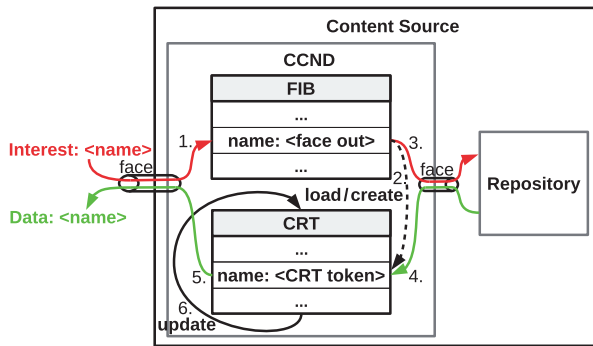 Content Source
CCND
FIB
...
name: <face out>
...
Interest: <name>
1.
3.
face
2.
face
Repository
load/create
Data: <name>
CRT
...
name: <CRT token>
...
5.
4.
6.
update